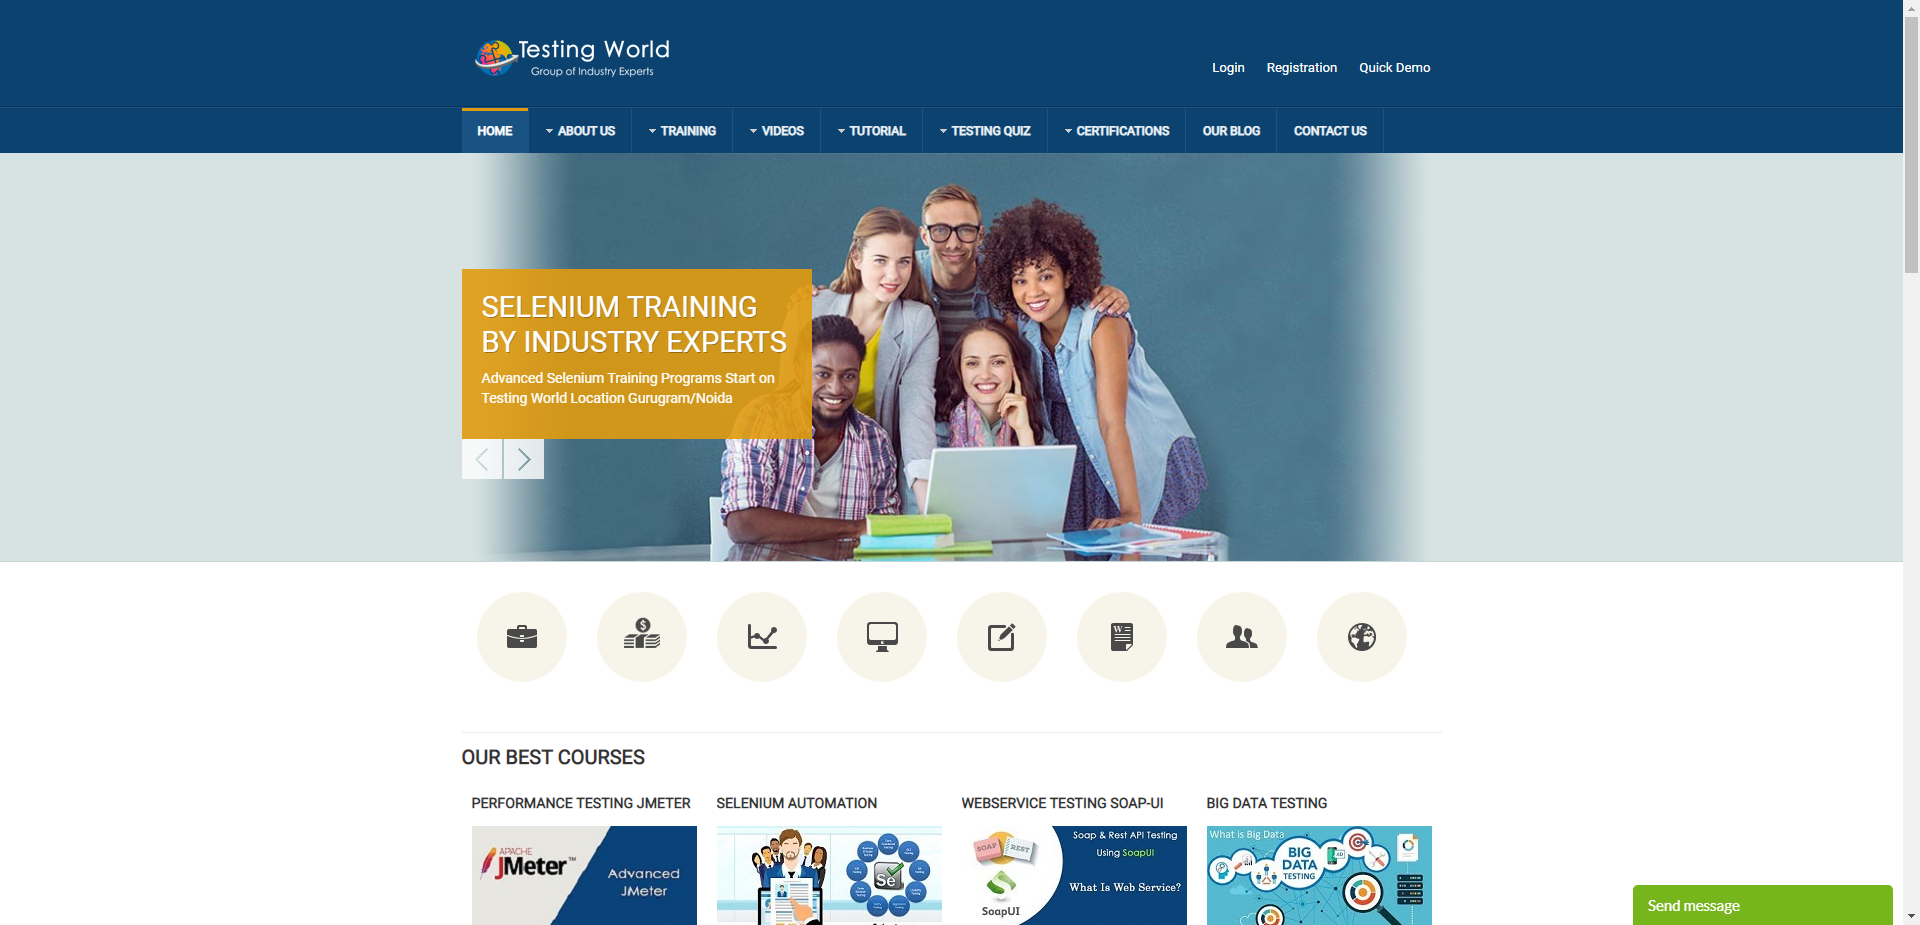 Testing World
Group of Industry Experts
Login Registration Quick Demo
HOME ABOUT US TRAINING VIDEOS TUTORIAL TESTING QUIZ CERTIFICATIONS OUR BLOG CONTACT US
SELENIUM TRAINING
BY INDUSTRY EXPERTS
Advanced Selenium Training Programs Start on
Testing World Location Gurugram/Noida
OUR BEST COURSES
PERFORMANCE TESTING JMETER
APACHE
JMeter™
Advanced
JMeter
SELENIUM AUTOMATION
Se
WEBSERVICE TESTING SOAP-UI
SOAP REST
SoapUI
Soap & Rest API Testing
Using SoapUI
What Is Web Service?
BIG DATA TESTING
What is Big Data
BIG
DATA
TESTING
Send message